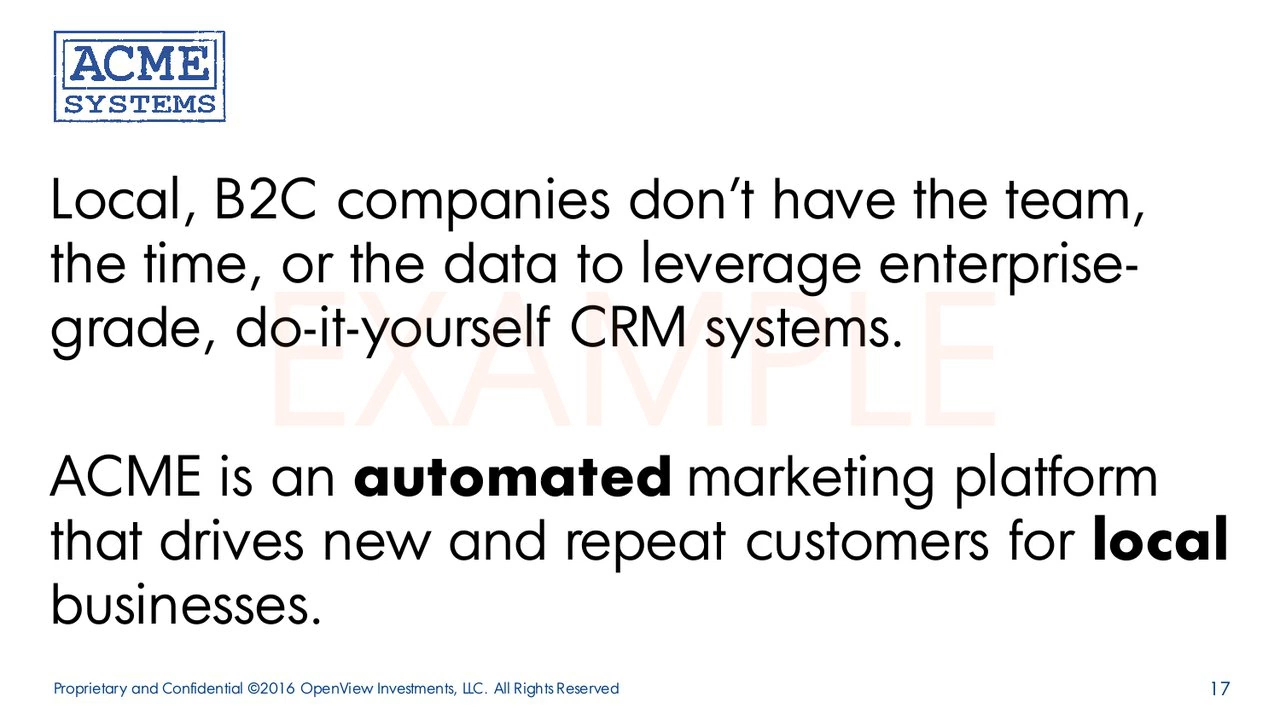 ACME
SYSTEMS
Local, B2C companies don’t have the team,
the time, or the data to leverage enterprise-
grade, do-it-yourself CRM systems.
EXAMPLE
ACME is an automated marketing platform
that drives new and repeat customers for local
businesses.
Proprietary and Confidential ©2016 OpenView Investments, LLC. All Rights Reserved
17